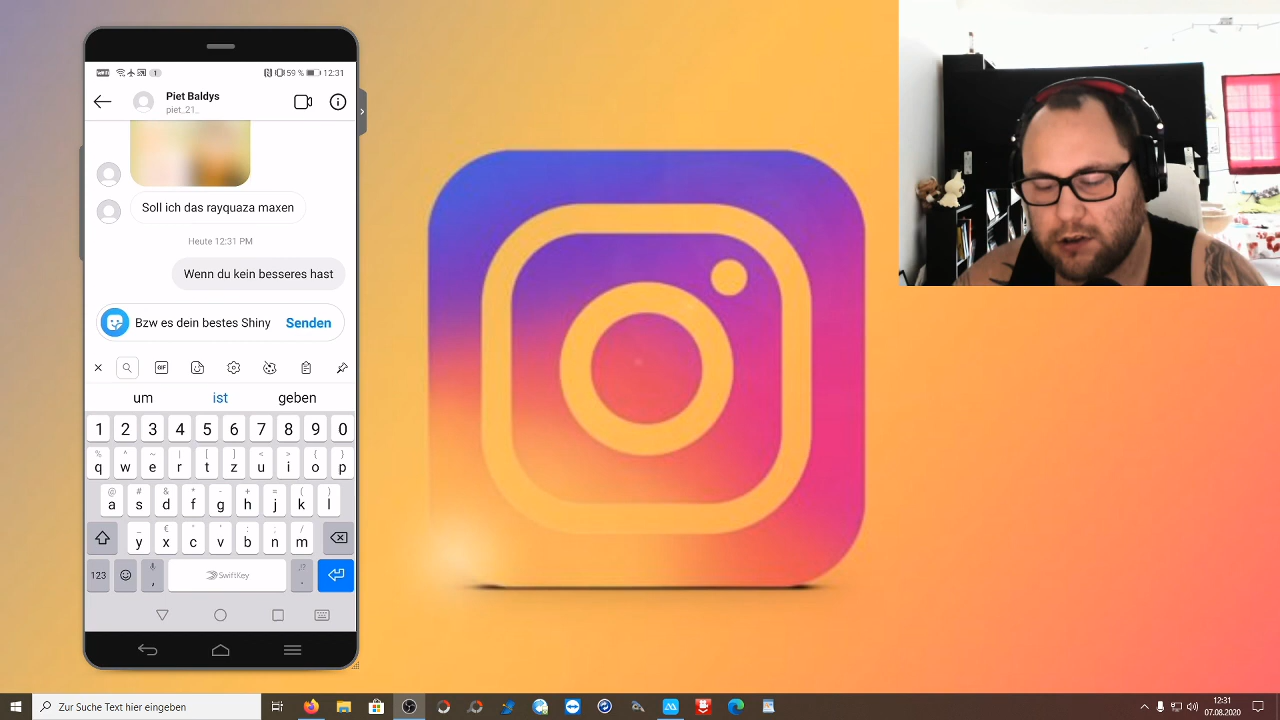 59 % 12:31
Piet Baldys
piet_21_
Soll ich das rayquaza maxen
Heute 12:31 PM
Wenn du kein besseres hast
Bzw es dein bestes Shiny Senden
GIF
um ist geben
1 2 3 4 5 6 7 8 9 0
q w e r t z u i o p
a s d f g h j k l
y x c v b n m
123 , SwiftKey .
Zur Suche Text hier eingeben
12:31
07.08.2020